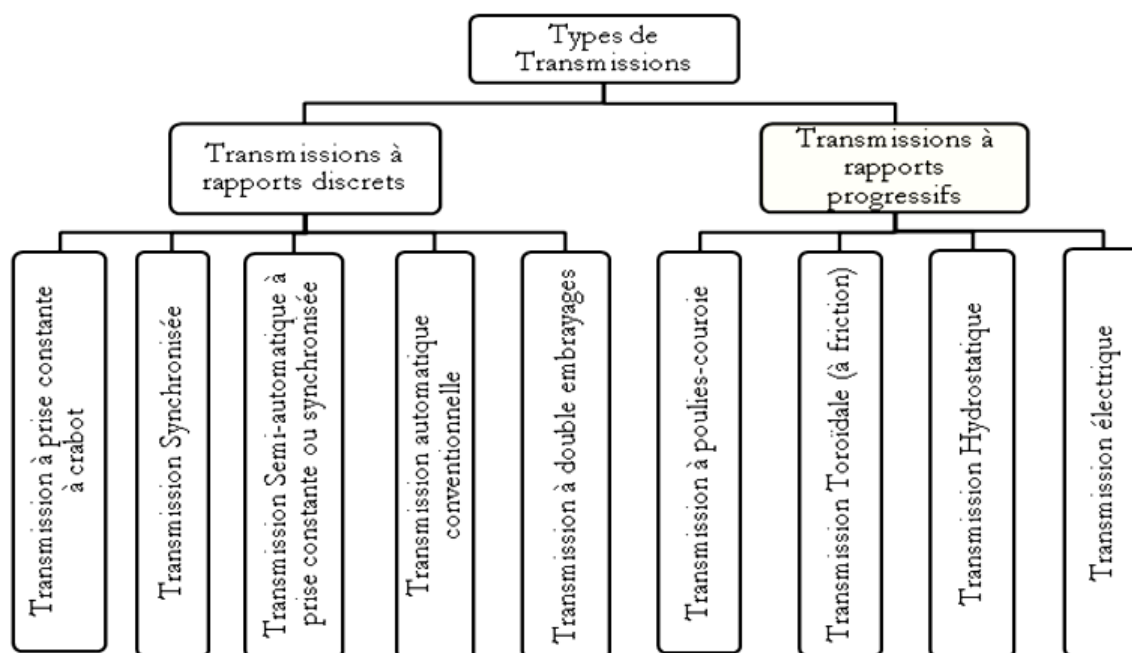 Types de
Transmissions
Transmissions à
rapports discrets
Transmissions à
rapports
progressifs
Transmission à prise constante
à crabot
Transmission Synchronisée
Transmission Semi-automatique à
prise constante ou synchronisée
Transmission automatique
conventionnelle
Transmission à double embrayages
Transmission à poulies-couroie
Transmission Toroïdale (à friction)
Transmission Hydrostatique
Transmission électrique